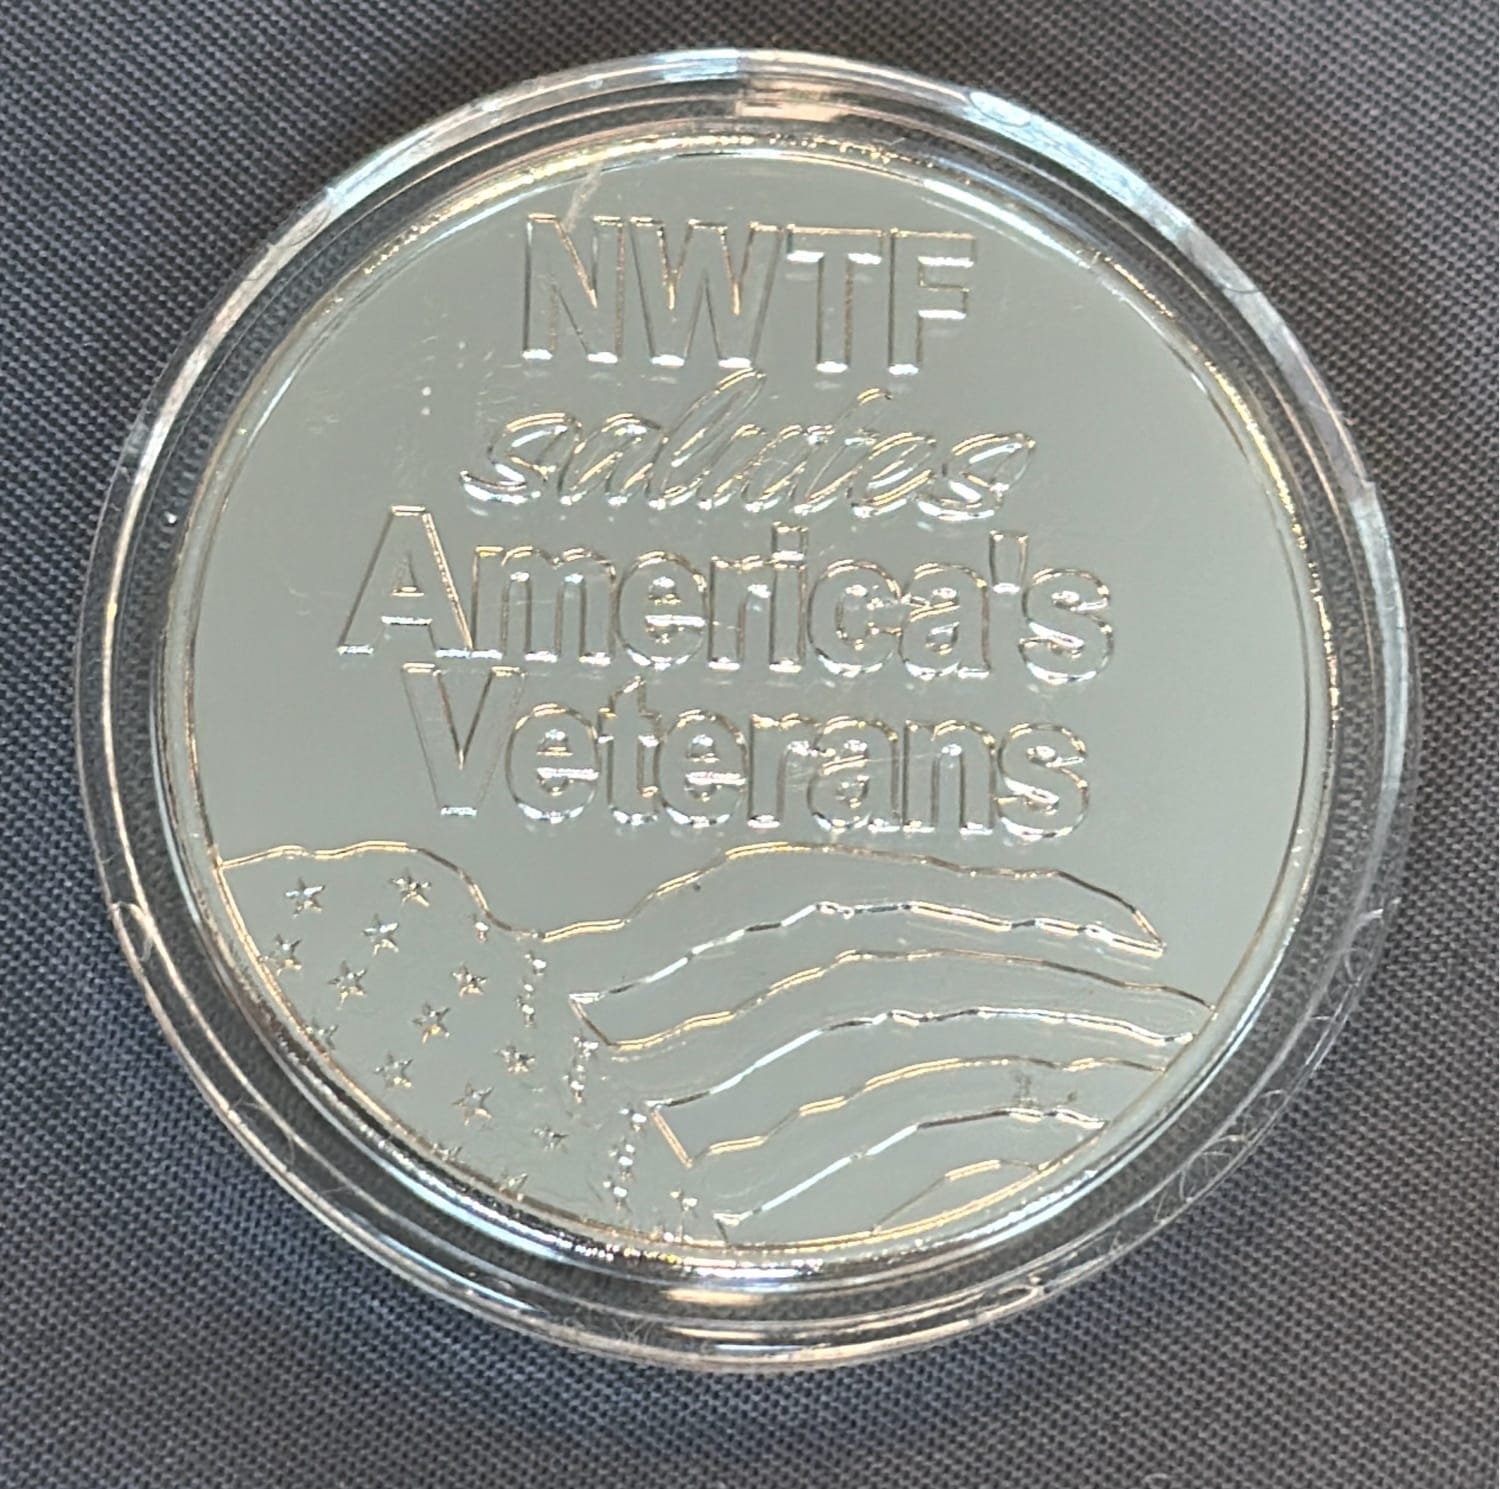 NWTF
salutes
America's
Veterans